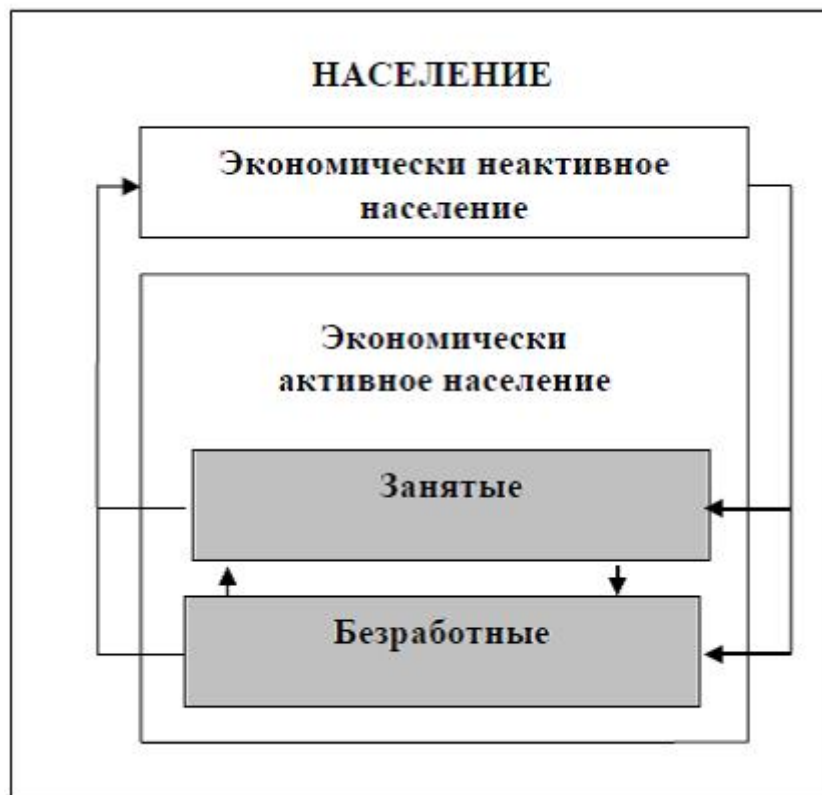 НАСЕЛЕНИЕ
Экономически неактивное
население
Экономически
активное население
Занятые
Безработные